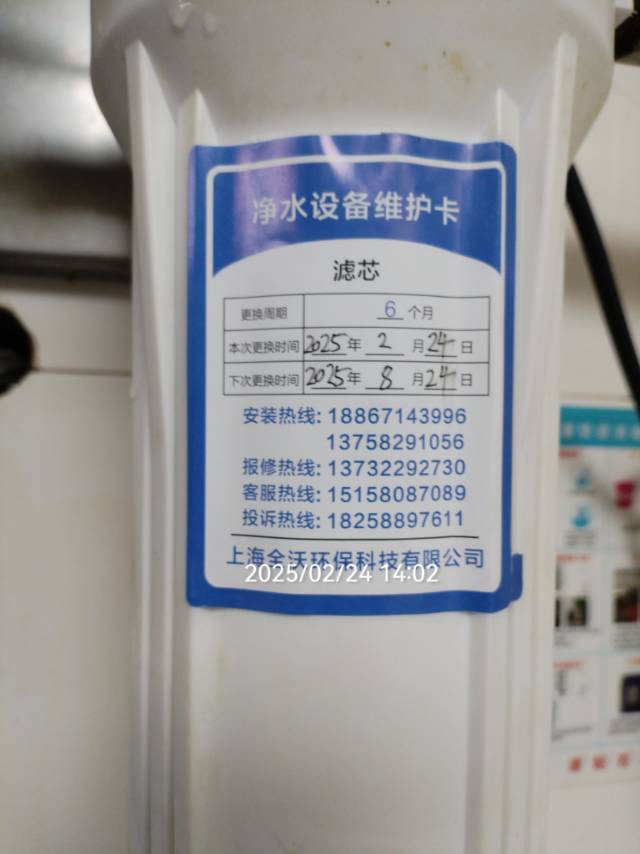 净水设备维护卡
滤芯
更换周期 6 个月
本次更换时间 2025年 2 月 24 日
下次更换时间 2025年 8 月 24 日
安装热线: 18867143996
13758291056
报修热线: 13732292730
客服热线: 15158087089
投诉热线: 18258897611
上海全沃环保科技有限公司
2025/02/24 14:02